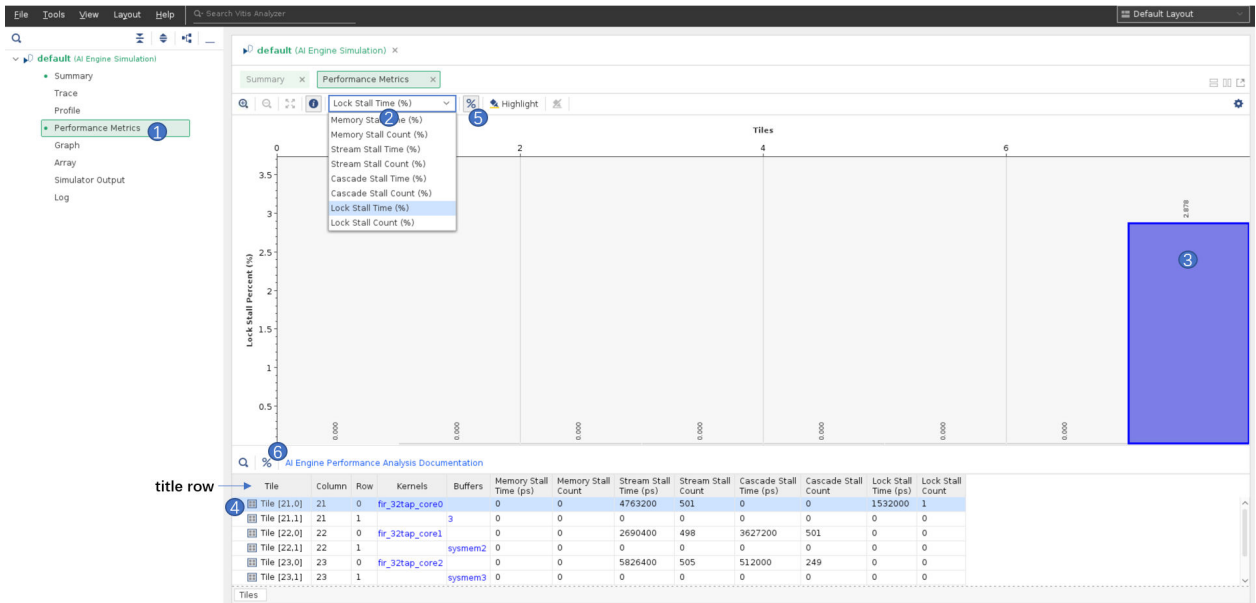 File Tools View Layout Help Q- Search Vitis Analyzer Default Layout
default (AI Engine Simulation)
Summary
Trace
Profile
Performance Metrics 1
Graph
Array
Simulator Output
Log
default (AI Engine Simulation) ×
Summary × Performance Metrics ×
Lock Stall Time (%) 2 % 5 Highlight
Memory Stall Time (%)
Memory Stall Count (%)
Stream Stall Time (%)
Stream Stall Count (%)
Cascade Stall Time (%)
Cascade Stall Count (%)
Lock Stall Time (%)
Lock Stall Count (%)
Tiles
0 2 4 6
Lock Stall Percent (%)
3.5
3
2.5
2
1.5
1
0.5
0.000 0.000 0.000 0.000 0.000 0.000 0.000 2.878
3
6
% AI Engine Performance Analysis Documentation
title row
Tile Column Row Kernels Buffers Memory Stall Time (ps) Memory Stall Count Stream Stall Time (ps) Stream Stall Count Cascade Stall Time (ps) Cascade Stall Count Lock Stall Time (ps) Lock Stall Count
4 Tile [21,0] 21 0 fir_32tap_core0 0 0 4763200 501 0 0 1532000 1
Tile [21,1] 21 1 3 0 0 0 0 0 0 0 0
Tile [22,0] 22 0 fir_32tap_core1 0 0 2690400 498 3627200 501 0 0
Tile [22,1] 22 1 sysmem2 0 0 0 0 0 0 0 0
Tile [23,0] 23 0 fir_32tap_core2 0 0 5826400 505 512000 249 0 0
Tile [23,1] 23 1 sysmem3 0 0 0 0 0 0 0 0
Tiles